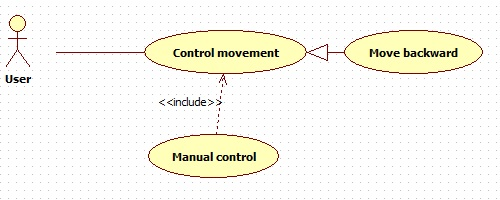 Control movement
Move backward
User
<<include>>
Manual control